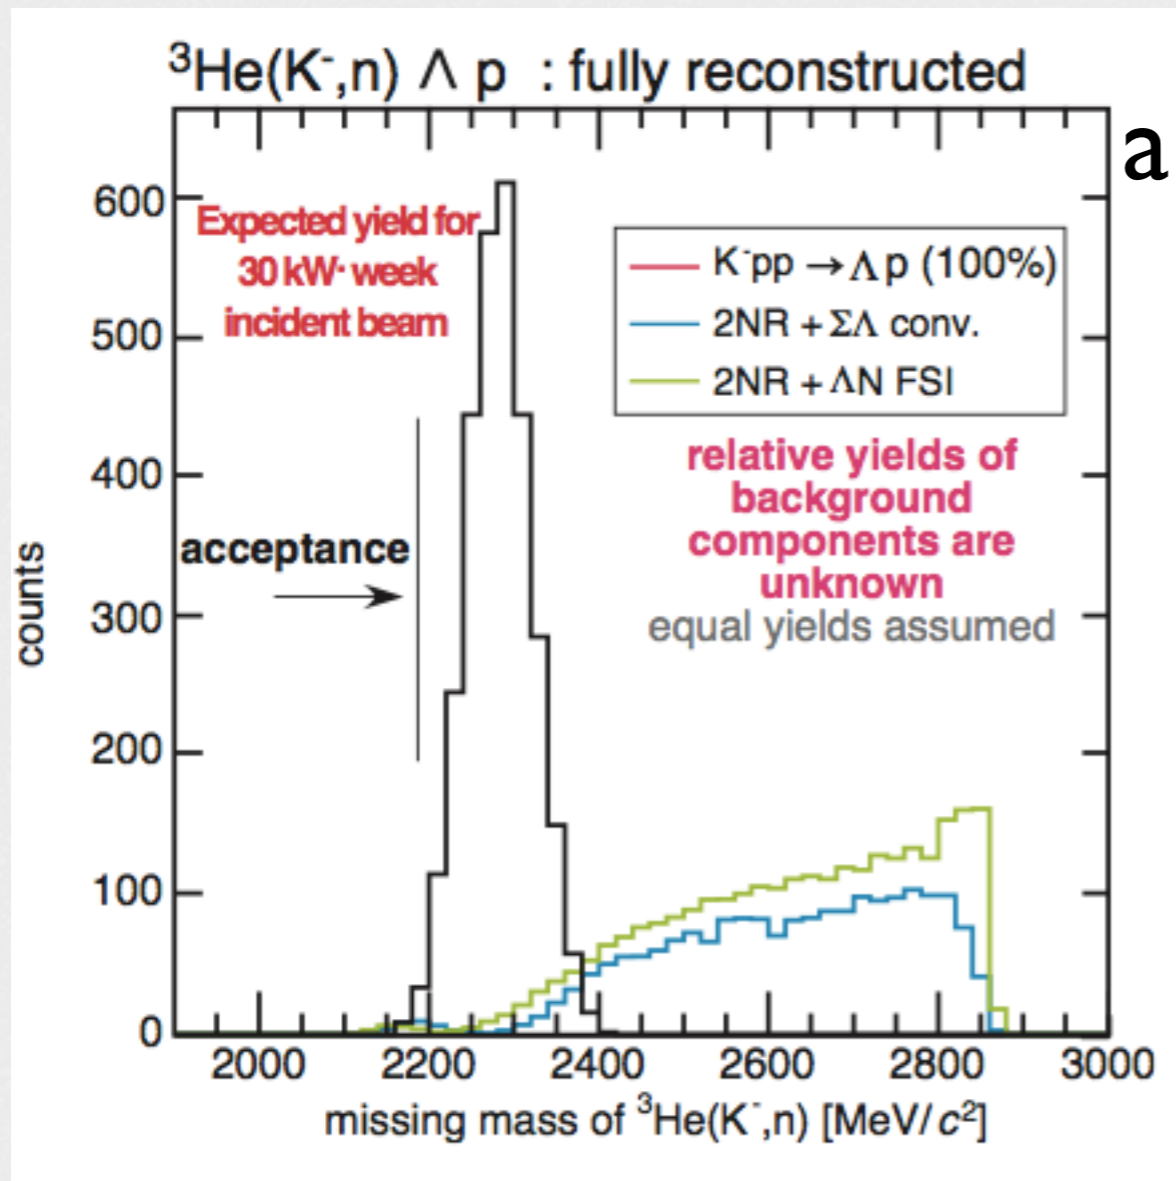 ³He(K⁻,n) Λ p : fully reconstructed
a
600
500
400
300
200
100
0
counts
Expected yield for
30 kW· week
incident beam
K⁻pp → Λ p (100%)
2NR + ΣΛ conv.
2NR + ΛN FSI
relative yields of
background
components are
unknown
equal yields assumed
acceptance
2000 2200 2400 2600 2800 3000
missing mass of ³He(K⁻,n) [MeV/c²]